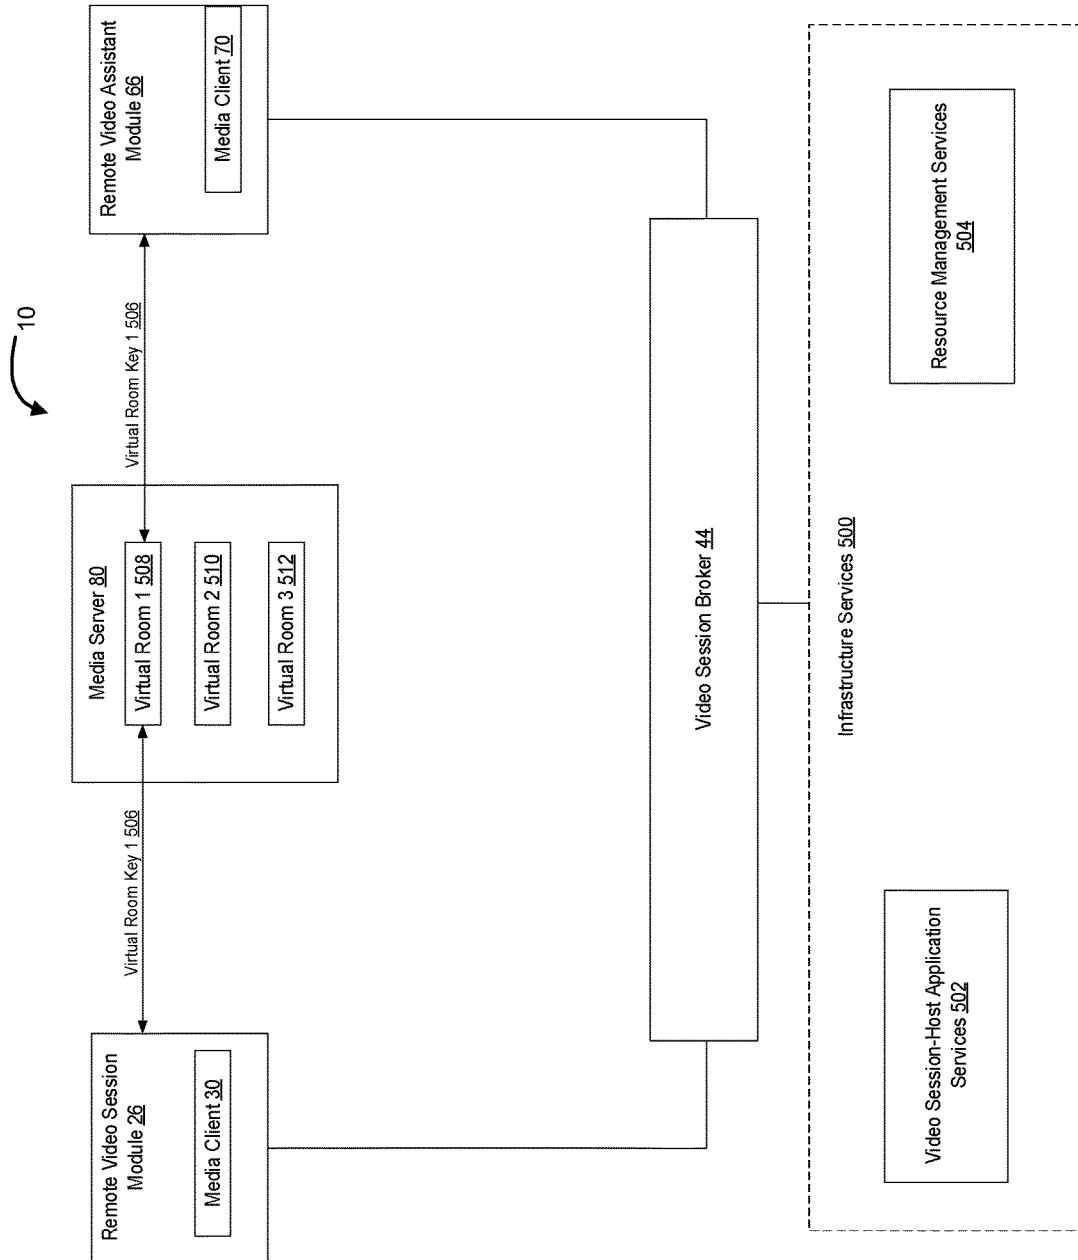 10
Remote Video Session
Module 26
Media Client 30
Virtual Room Key 1 506
Media Server 80
Virtual Room 1 508
Virtual Room 2 510
Virtual Room 3 512
Virtual Room Key 1 506
Remote Video Assistant
Module 66
Media Client 70
Video Session Broker 44
Infrastructure Services 500
Video Session-Host Application
Services 502
Resource Management Services
504